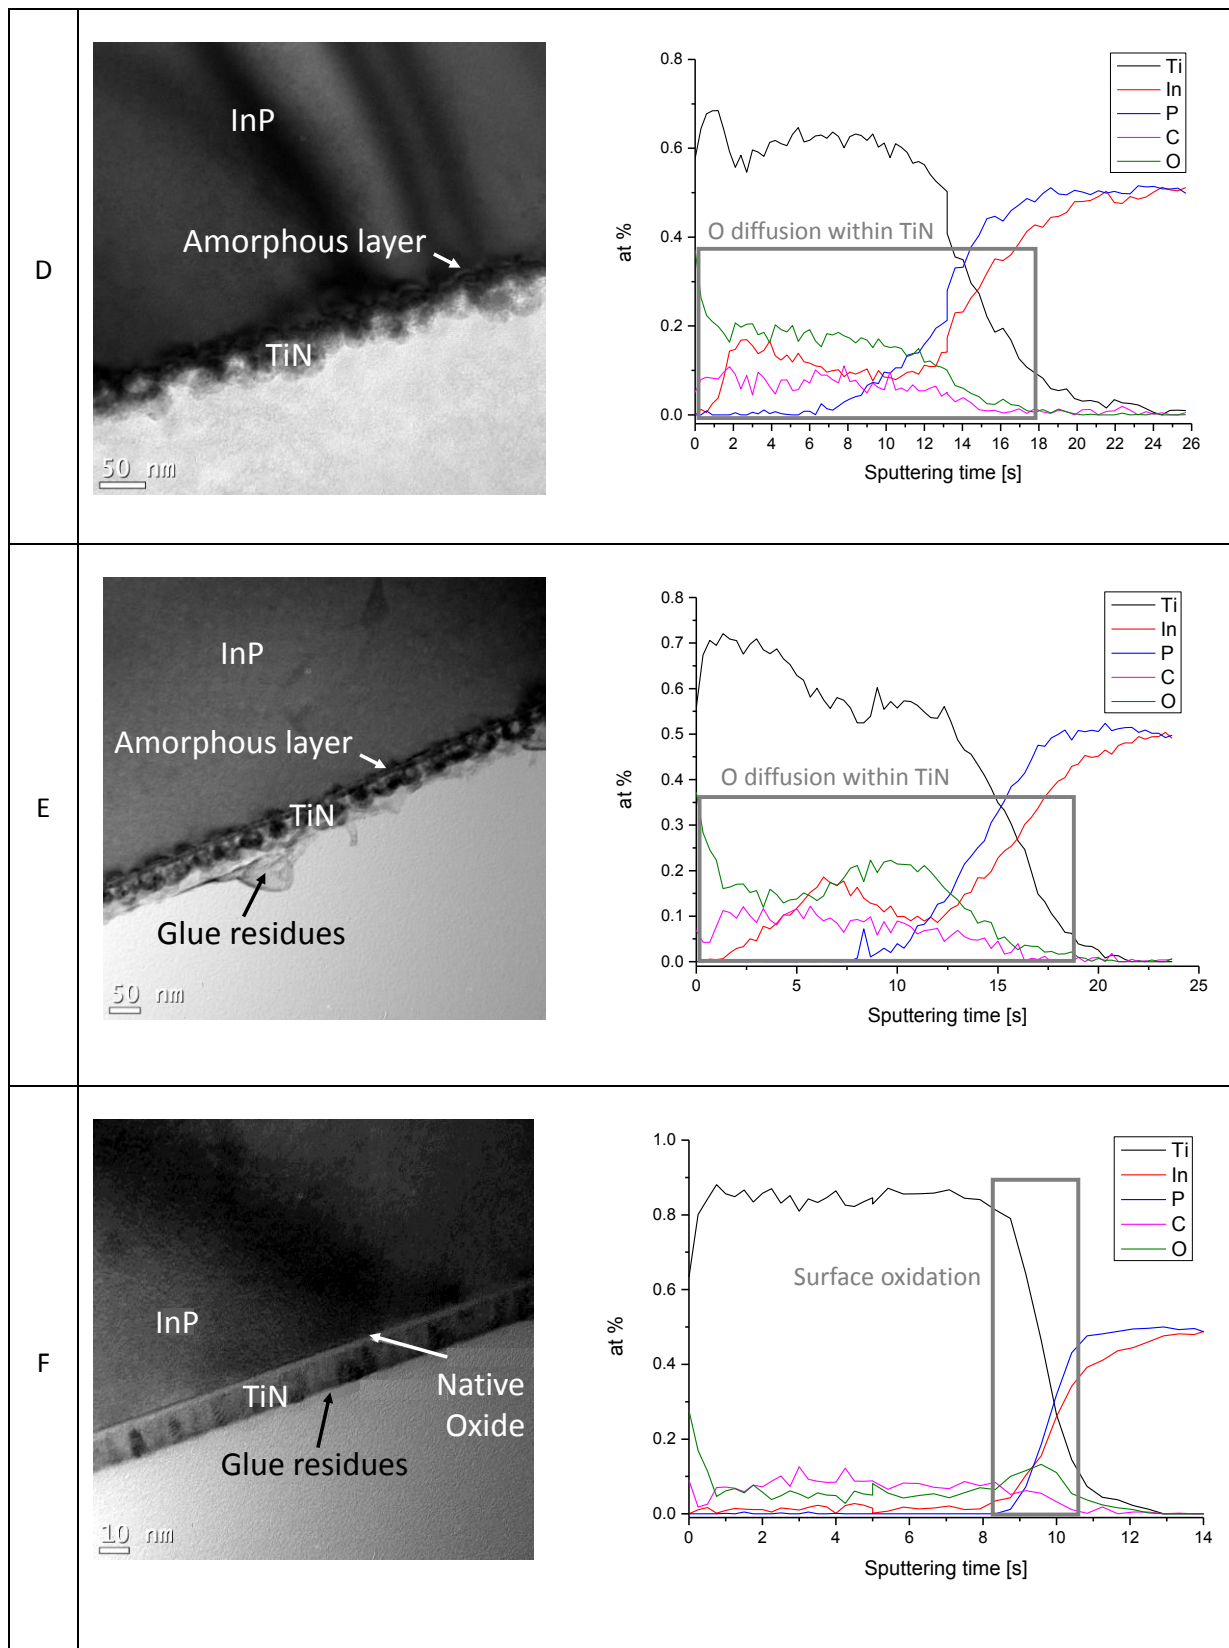 D
InP
Amorphous layer
TiN
50 nm
0.8
0.6
0.4
0.2
0.0
at %
Ti
In
P
C
O
O diffusion within TiN
0 2 4 6 8 10 12 14 16 18 20 22 24 26
Sputtering time [s]
E
InP
Amorphous layer
TiN
Glue residues
50 nm
0.8
0.7
0.6
0.5
0.4
0.3
0.2
0.1
0.0
at %
Ti
In
P
C
O
O diffusion within TiN
0 5 10 15 20 25
Sputtering time [s]
F
InP
TiN
Native
Oxide
Glue residues
10 nm
1.0
0.8
0.6
0.4
0.2
0.0
at %
Ti
In
P
C
O
Surface oxidation
0 2 4 6 8 10 12 14
Sputtering time [s]